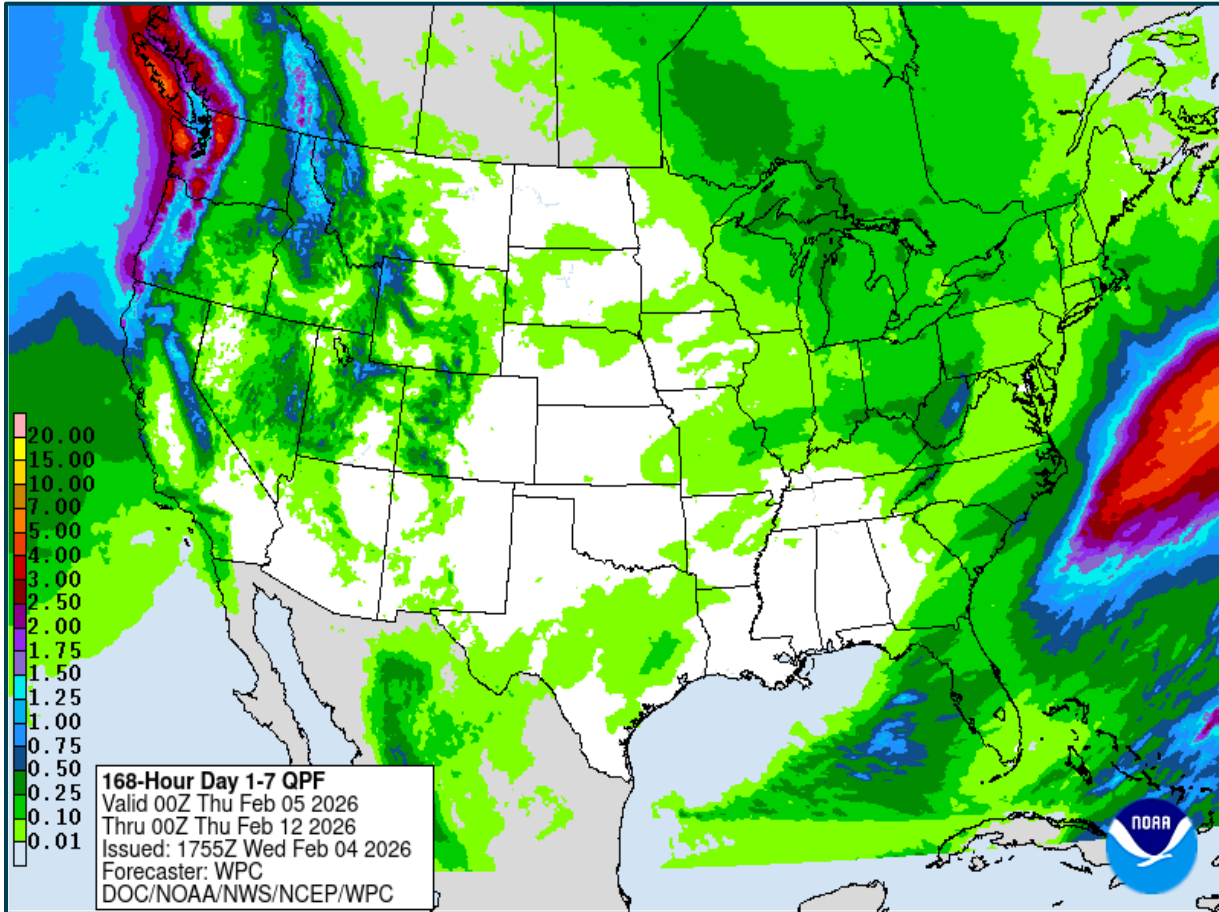 20.00
15.00
10.00
7.00
5.00
4.00
3.00
2.50
2.00
1.75
1.50
1.25
1.00
0.75
0.50
0.25
0.10
0.01
168-Hour Day 1-7 QPF
Valid 00Z Thu Feb 05 2026
Thru 00Z Thu Feb 12 2026
Issued: 1755Z Wed Feb 04 2026
Forecaster: WPC
DOC/NOAA/NWS/NCEP/WPC
NOAA